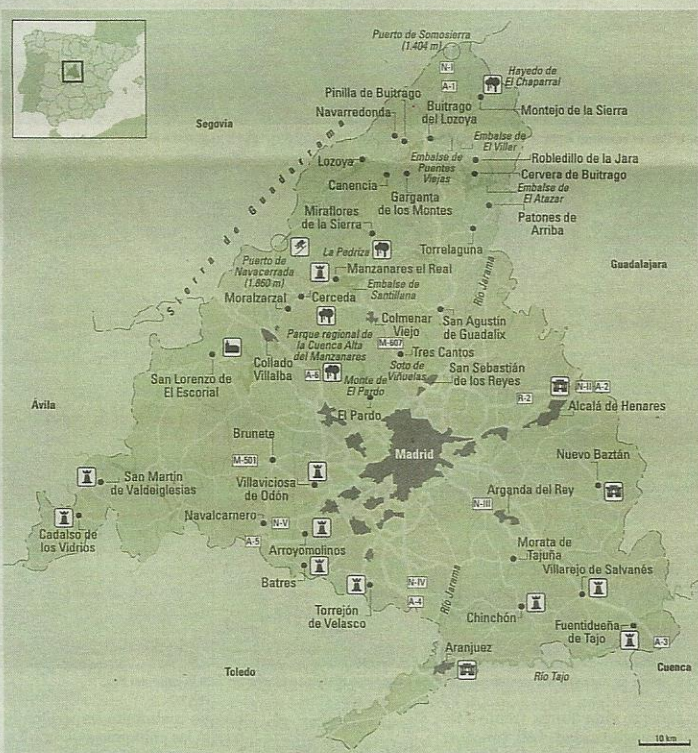 Puerto de Somosierra
(1.404 m)
N-I
A-1
Hayedo de
El Chaparral
Montejo de la Sierra
Pinilla de Buitrago
Buitrago
del Lozoya
Navarredonda
Segovia
Embalse de
El Villar
Lozoya
Embalse de
Puentes
Viejas
Robledillo de la Jara
Canencia
Cervera de Buitrago
Garganta
de los Montes
Embalse de
El Atazar
Miraflores
de la Sierra
Patones de
Arriba
Sierra de Guadarrama
La Pedriza
Torrelaguna
Puerto de
Navacerrada
(1.860 m)
Manzanares el Real
Río Jarama
Guadalajara
Embalse de
Santillana
Moralzarzal
Cerceda
Colmenar
Viejo
San Agustín
de Guadalix
Parque regional de
la Cuenca Alta
del Manzanares
M-607
Tres Cantos
Collado
Villalba
Soto de
Viñuelas
San Sebastián
de los Reyes
San Lorenzo de
El Escorial
A-6
Monte de
El Pardo
N-II
A-2
R-2
Ávila
El Pardo
Alcalá de Henares
Brunete
Madrid
M-501
Nuevo Baztán
San Martín
de Valdeiglesias
Villaviciosa
de Odón
Arganda del Rey
N-III
Navalcarnero
N-V
Cadalso de
los Vidrios
A-5
Arroyomolinos
Morata de
Tajuña
Batres
N-IV
Villarejo de Salvanés
A-4
Río Jarama
Torrejón
de Velasco
Chinchón
Fuentidueña
de Tajo
A-3
Aranjuez
Toledo
Río Tajo
Cuenca
10 km